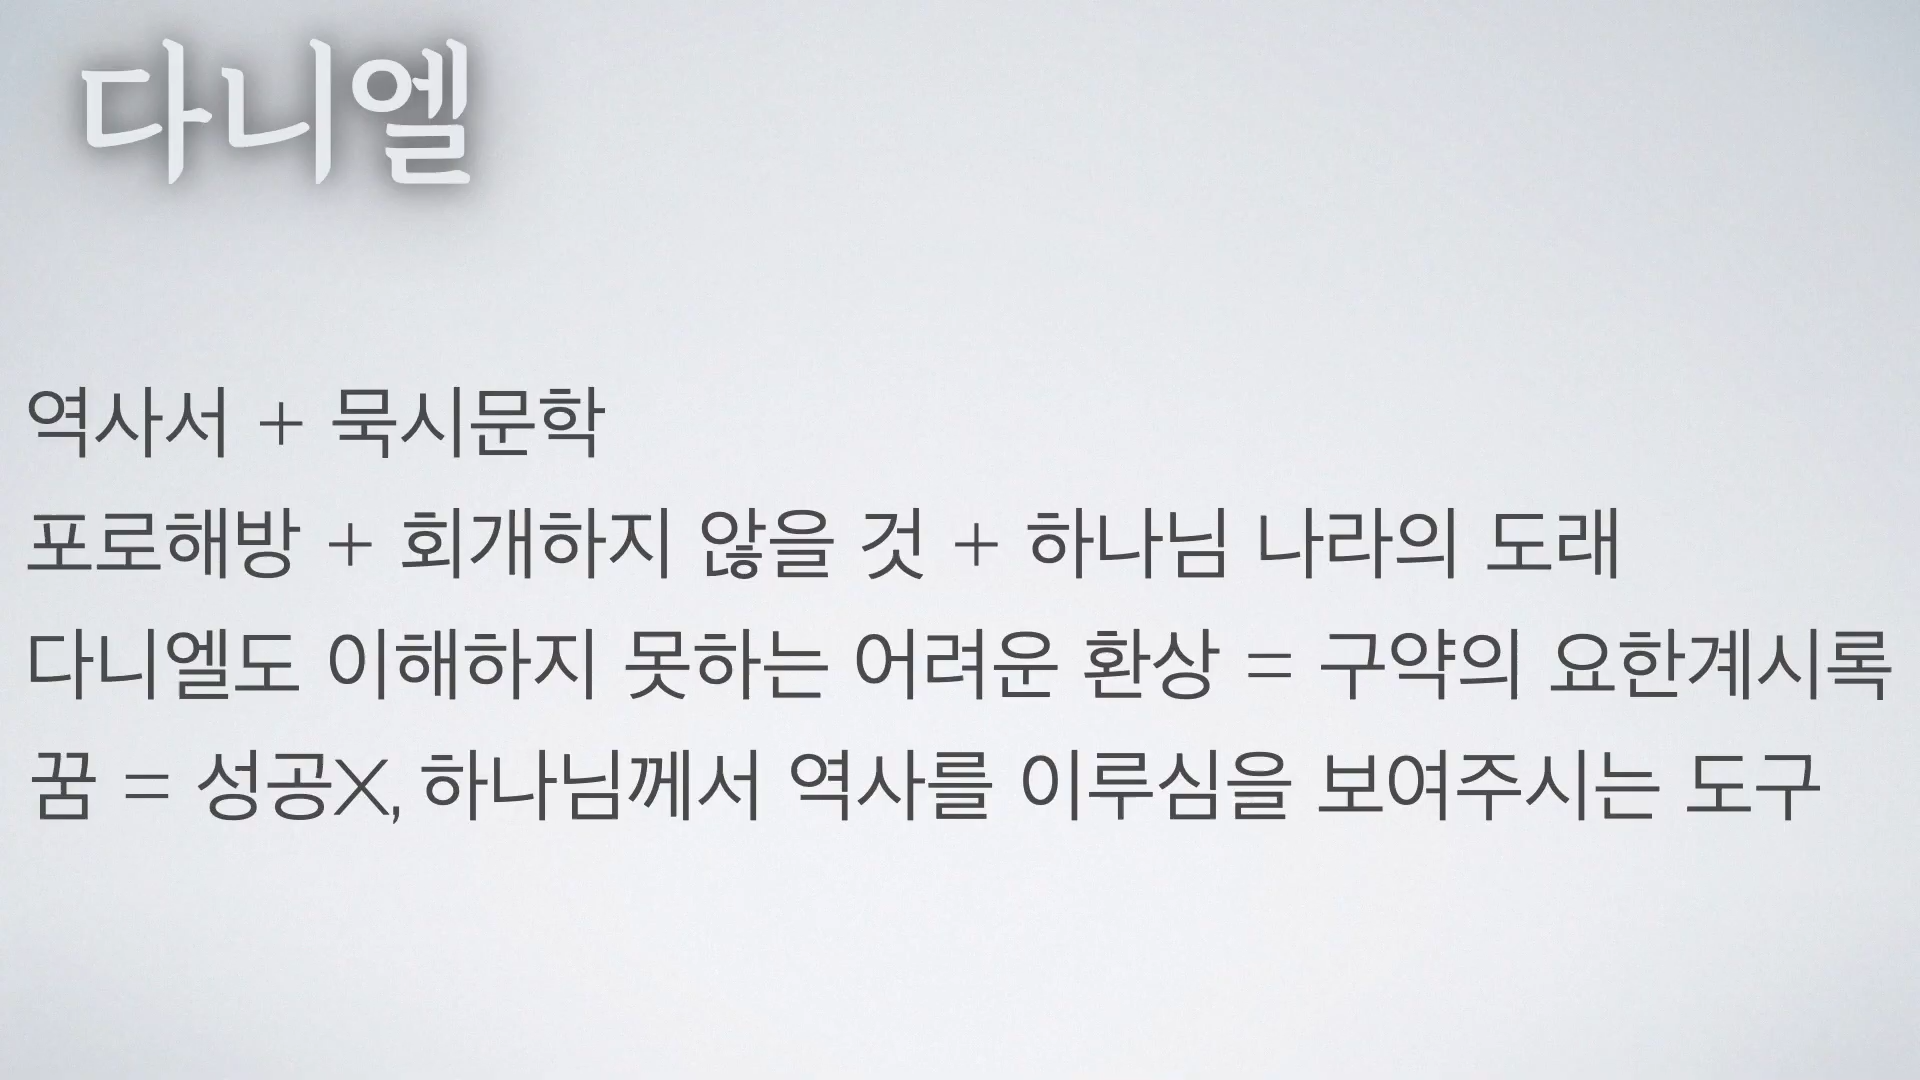 다니엘
역사서 + 묵시문학
포로해방 + 회개하지 않을 것 + 하나님 나라의 도래
다니엘도 이해하지 못하는 어려운 환상 = 구약의 요한계시록
꿈 = 성공X, 하나님께서 역사를 이루심을 보여주시는 도구